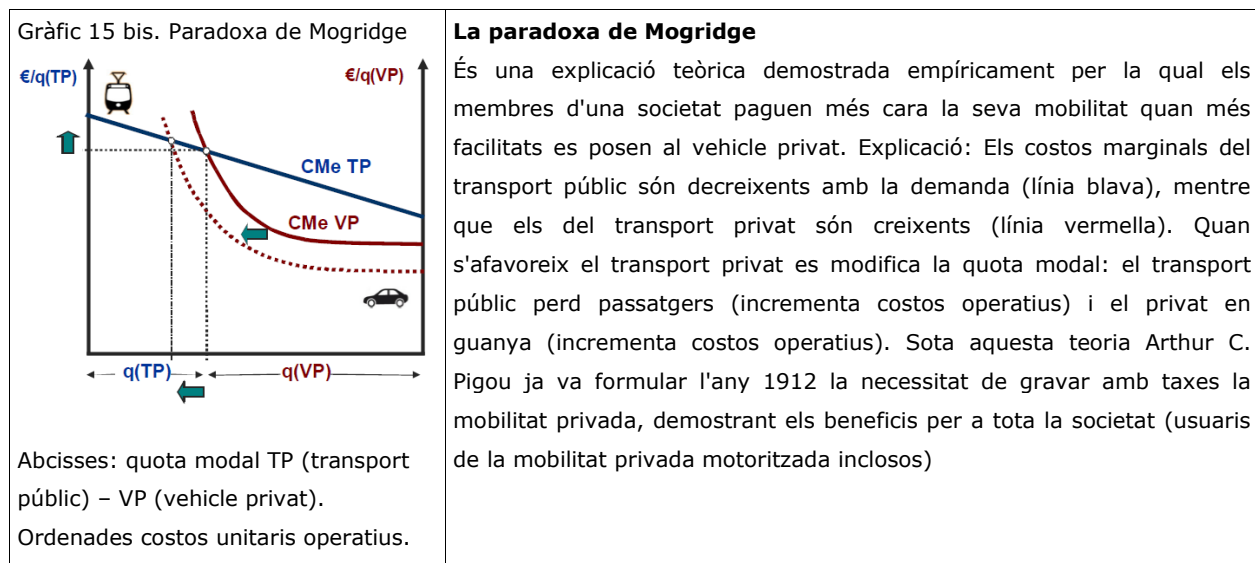 Gràfic 15 bis. Paradoxa de Mogridge
€/q(TP)
€/q(VP)
CMe TP
CMe VP
q(TP)
q(VP)
Abcisses: quota modal TP (transport
públic) – VP (vehicle privat).
Ordenades costos unitaris operatius.
La paradoxa de Mogridge
És una explicació teòrica demostrada empíricament per la qual els
membres d'una societat paguen més cara la seva mobilitat quan més
facilitats es posen al vehicle privat. Explicació: Els costos marginals del
transport públic són decreixents amb la demanda (línia blava), mentre
que els del transport privat són creixents (línia vermella). Quan
s'afavoreix el transport privat es modifica la quota modal: el transport
públic perd passatgers (incrementa costos operatius) i el privat en
guanya (incrementa costos operatius). Sota aquesta teoria Arthur C.
Pigou ja va formular l'any 1912 la necessitat de gravar amb taxes la
mobilitat privada, demostrant els beneficis per a tota la societat (usuaris
de la mobilitat privada motoritzada inclosos)